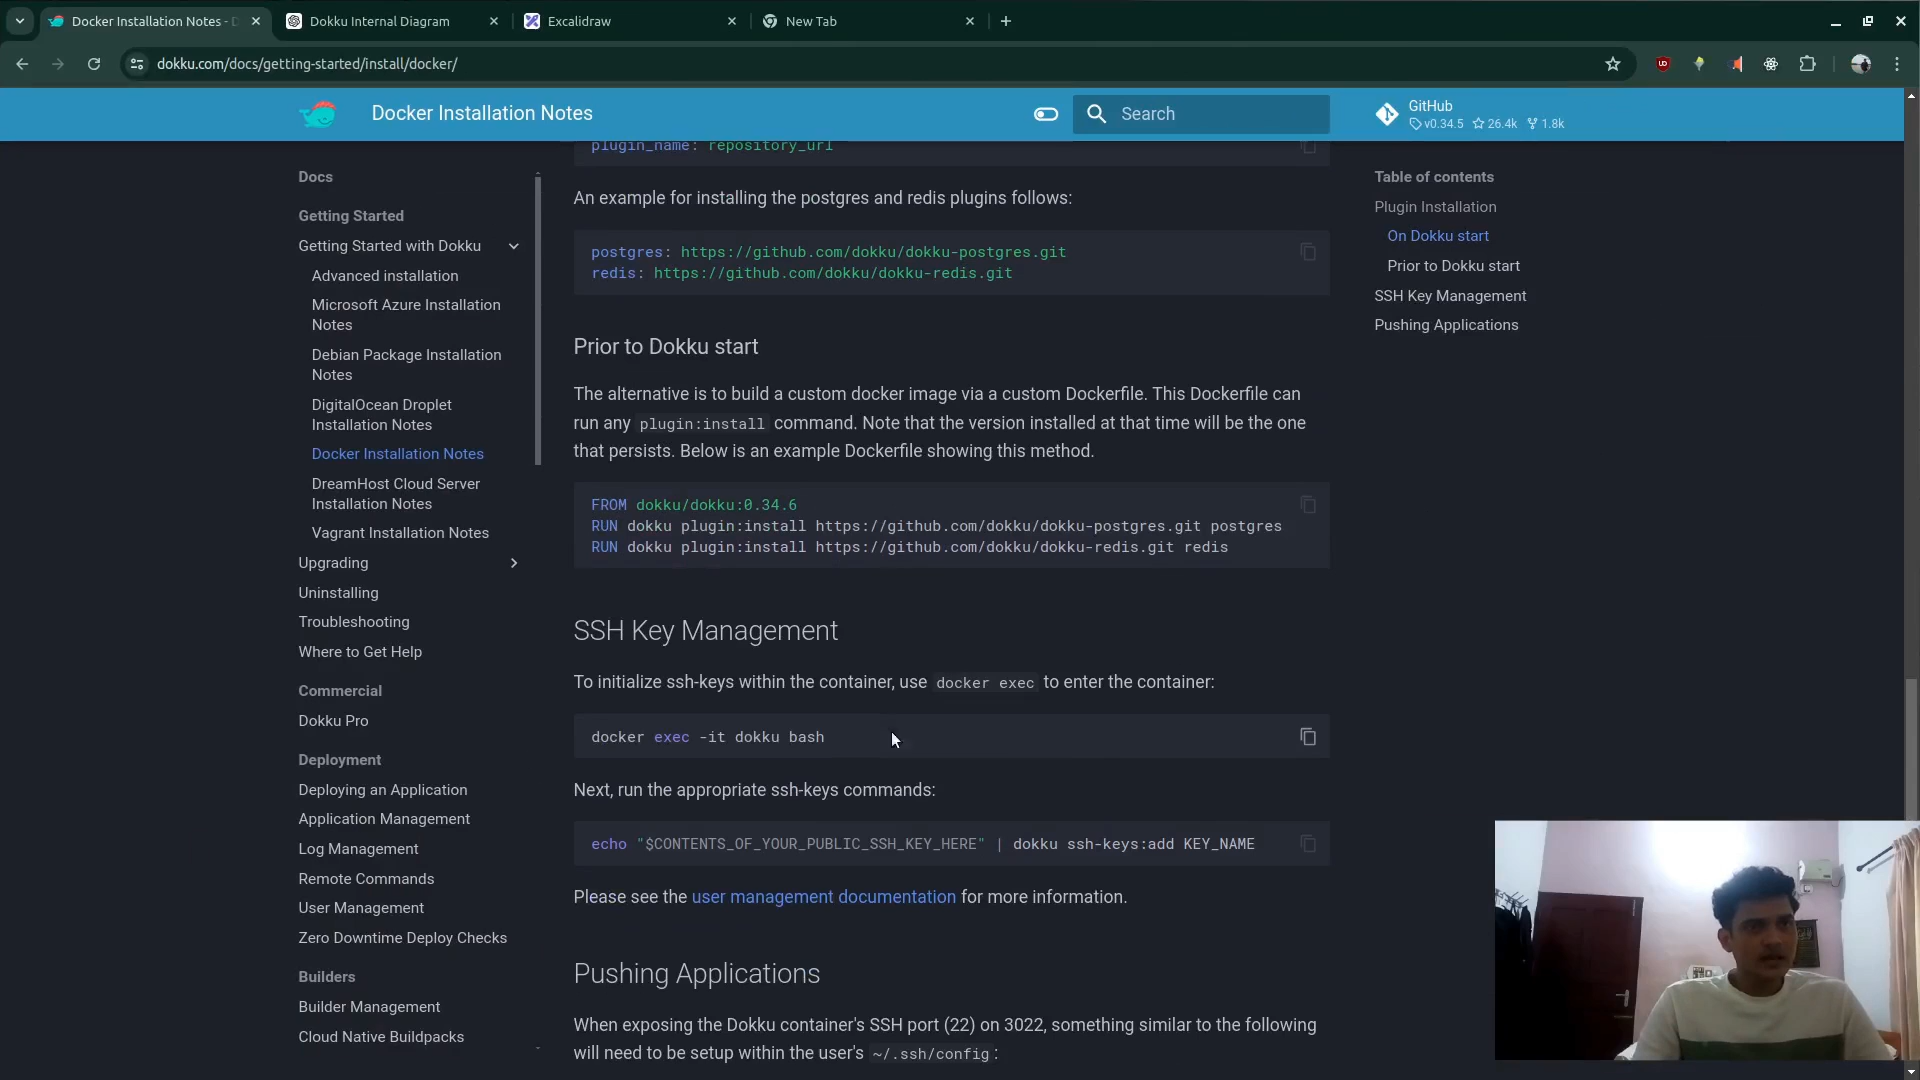 Docker Installation Notes - D
Dokku Internal Diagram
Excalidraw
New Tab
dokku.com/docs/getting-started/install/docker/
Docker Installation Notes
Search
GitHub
v0.34.5 26.4k 1.8k
Docs
Getting Started
Getting Started with Dokku
Advanced installation
Microsoft Azure Installation
Notes
Debian Package Installation
Notes
DigitalOcean Droplet
Installation Notes
Docker Installation Notes
DreamHost Cloud Server
Installation Notes
Vagrant Installation Notes
Upgrading
Uninstalling
Troubleshooting
Where to Get Help
Commercial
Dokku Pro
Deployment
Deploying an Application
Application Management
Log Management
Remote Commands
User Management
Zero Downtime Deploy Checks
Builders
Builder Management
Cloud Native Buildpacks
plugin_name: repository_url
An example for installing the postgres and redis plugins follows:
postgres: https://github.com/dokku/dokku-postgres.git
redis: https://github.com/dokku/dokku-redis.git
Prior to Dokku start
The alternative is to build a custom docker image via a custom Dockerfile. This Dockerfile can
run any plugin:install command. Note that the version installed at that time will be the one
that persists. Below is an example Dockerfile showing this method.
FROM dokku/dokku:0.34.6
RUN dokku plugin:install https://github.com/dokku/dokku-postgres.git postgres
RUN dokku plugin:install https://github.com/dokku/dokku-redis.git redis
SSH Key Management
To initialize ssh-keys within the container, use docker exec to enter the container:
docker exec -it dokku bash
Next, run the appropriate ssh-keys commands:
echo "$CONTENTS_OF_YOUR_PUBLIC_SSH_KEY_HERE" | dokku ssh-keys:add KEY_NAME
Please see the user management documentation for more information.
Pushing Applications
When exposing the Dokku container's SSH port (22) on 3022, something similar to the following
will need to be setup within the user's ~/.ssh/config :
Table of contents
Plugin Installation
On Dokku start
Prior to Dokku start
SSH Key Management
Pushing Applications